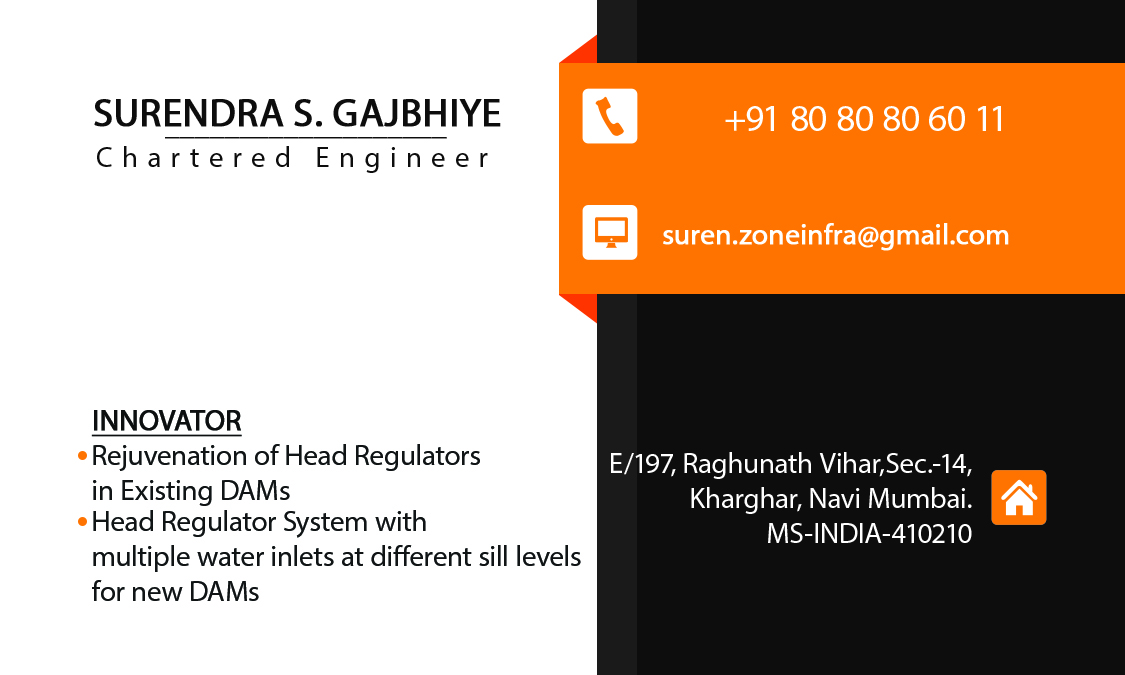 SURENDRA S. GAJBHIYE
Chartered Engineer
+91 80 80 80 60 11
suren.zoneinfra@gmail.com
INNOVATOR
Rejuvenation of Head Regulators
in Existing DAMs
Head Regulator System with
multiple water inlets at different sill levels
for new DAMs
E/197, Raghunath Vihar,Sec.-14,
Kharghar, Navi Mumbai.
MS-INDIA-410210